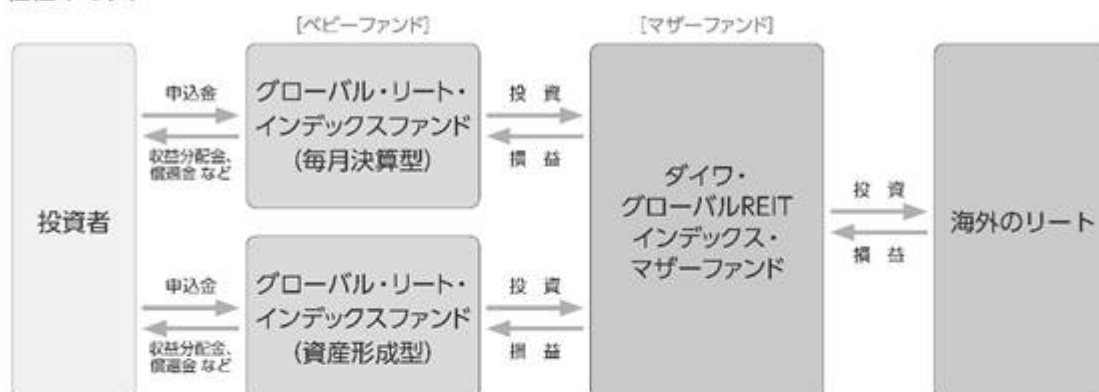 [ベビーファンド]
[マザーファンド]
投資者
申込金
収益分配金、
償還金 など
グローバル・リート・
インデックスファンド
(毎月決算型)
投 資
損 益
申込金
収益分配金、
償還金 など
グローバル・リート・
インデックスファンド
(資産形成型)
投 資
損 益
ダイワ・
グローバルREIT
インデックス・
マザーファンド
投 資
損 益
海外のリート